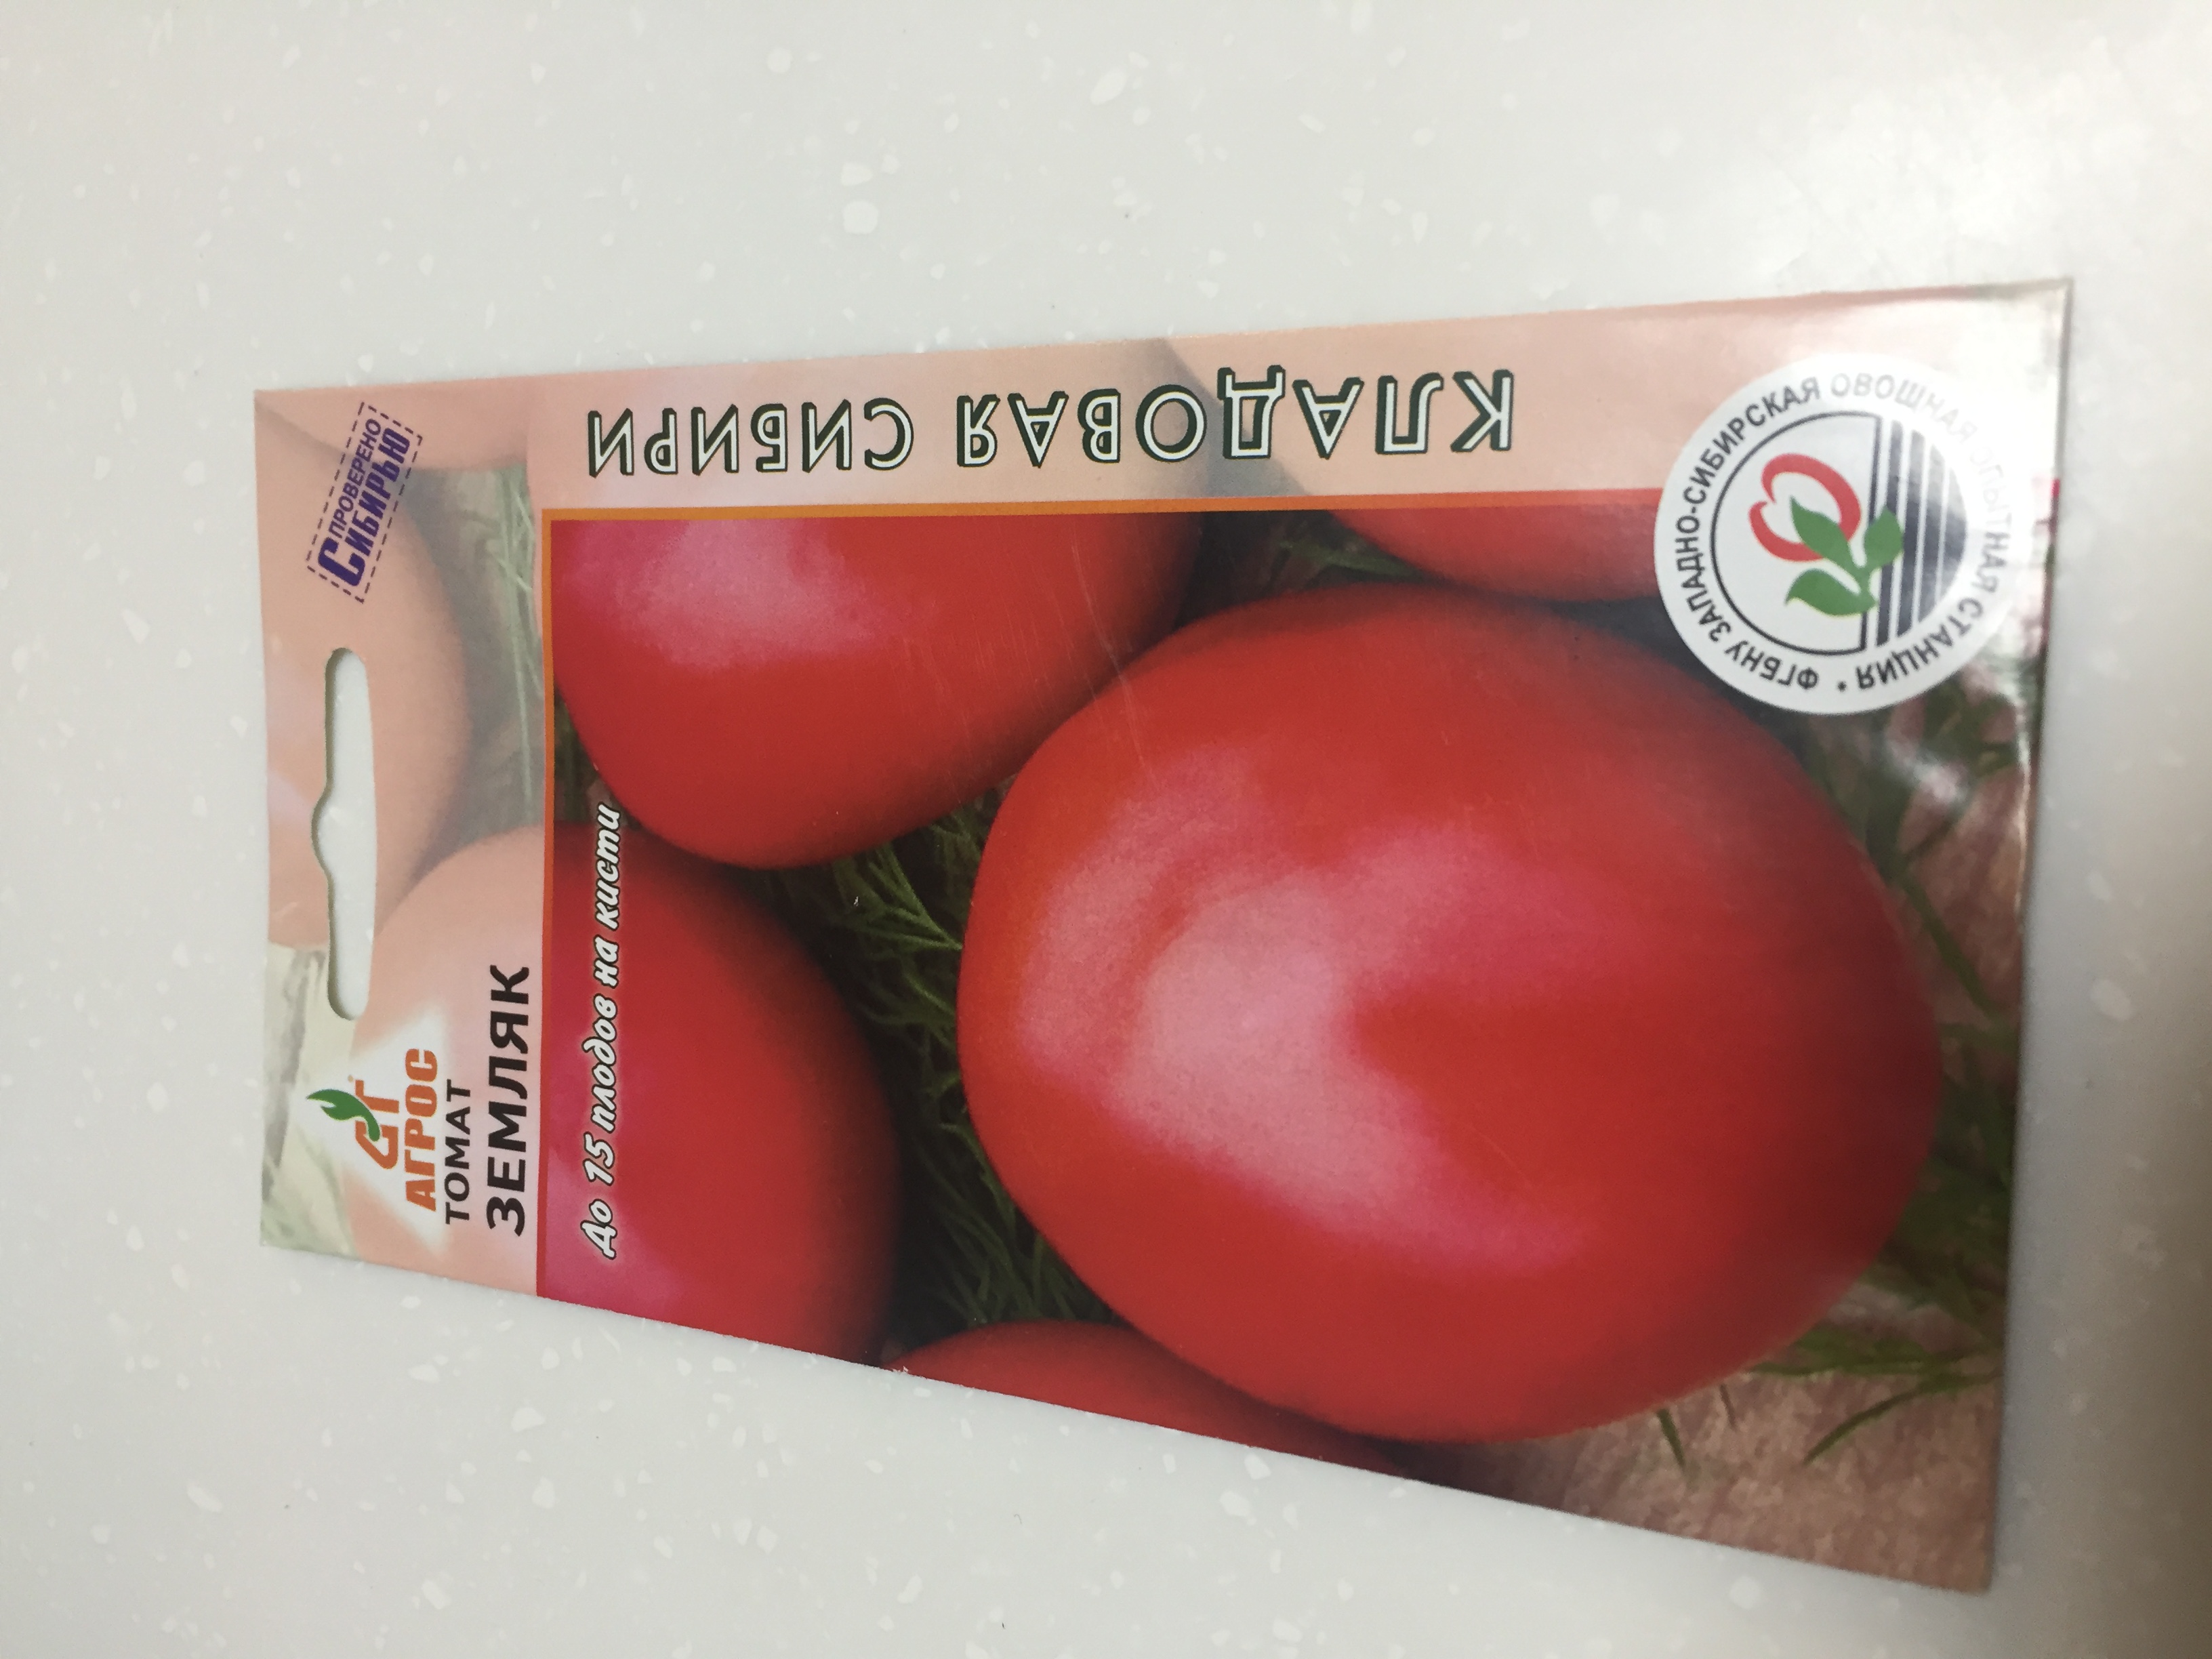 ПРОВЕРЕНО
СИБИРЬЮ
АГРОС
ТОМАТ
ЗЕМЛЯК
До 15 плодов на кисти
КЛАДОВАЯ СИБИРИ
ФГБНУ ЗАПАДНО-СИБИРСКАЯ ОВОЩНАЯ ОПЫТНАЯ СТАНЦИЯ *